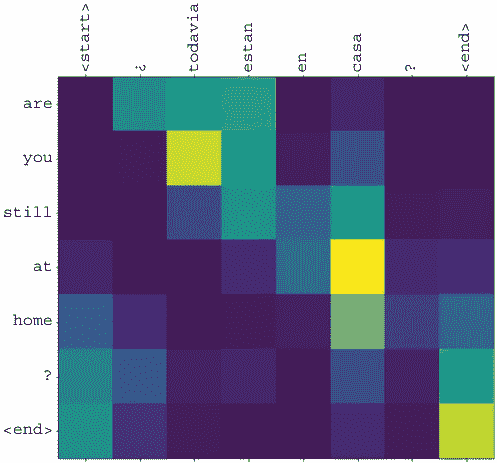 <start>
¿
todavia
estan
en
casa
?
<end>
are
you
still
at
home
?
<end>